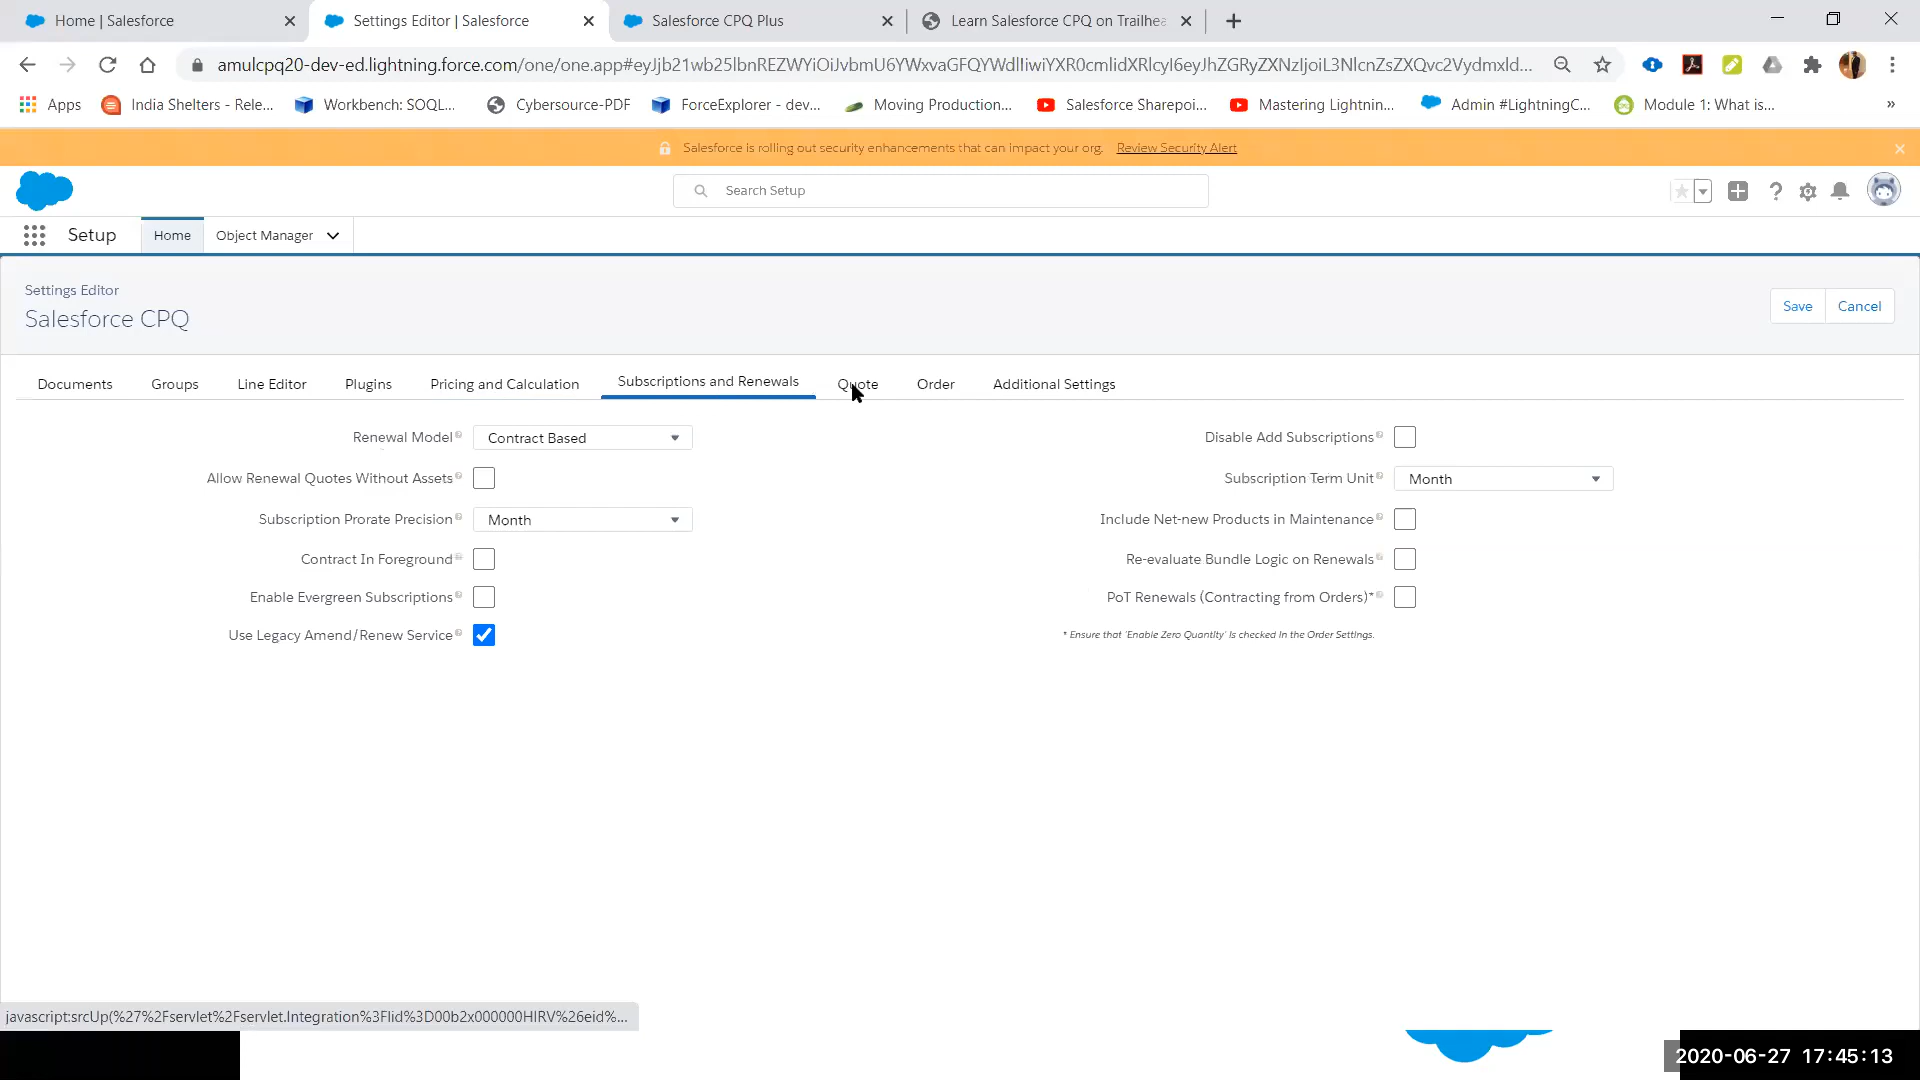 Home | Salesforce
Settings Editor | Salesforce
Salesforce CPQ Plus
Learn Salesforce CPQ on Trailhea
amulcpq20-dev-ed.lightning.force.com/one/one.app#eyJjb21wb25lbnREZWYiOiJvbmU6YWxvaGFQYWdlIiwiYXR0cmlidXRlcyI6eyJhZGRyZXNzIjoiL3NlcnZsZXQvc2Vydmxld...
Apps
India Shelters - Rele...
Workbench: SOQL...
Cybersource-PDF
ForceExplorer - dev...
Moving Production...
Salesforce Sharepoi...
Mastering Lightnin...
Admin #LightningC...
Module 1: What is...
»
Salesforce is rolling out security enhancements that can impact your org. Review Security Alert
Search Setup
Setup
Home
Object Manager
Settings Editor
Salesforce CPQ
Save
Cancel
Documents
Groups
Line Editor
Plugins
Pricing and Calculation
Subscriptions and Renewals
Quote
Order
Additional Settings
Renewal Model
Contract Based
Disable Add Subscriptions
Allow Renewal Quotes Without Assets
Subscription Term Unit
Month
Subscription Prorate Precision
Month
Include Net-new Products in Maintenance
Contract In Foreground
Re-evaluate Bundle Logic on Renewals
Enable Evergreen Subscriptions
PoT Renewals (Contracting from Orders)*
Use Legacy Amend/Renew Service
* Ensure that 'Enable Zero Quantity' is checked in the Order Settings.
javascript:srcUp(%27%2Fservlet%2Fservlet.Integration%3Flid%3D00b2x000000HIRV%26eid%...
2020-06-27 17:45:13